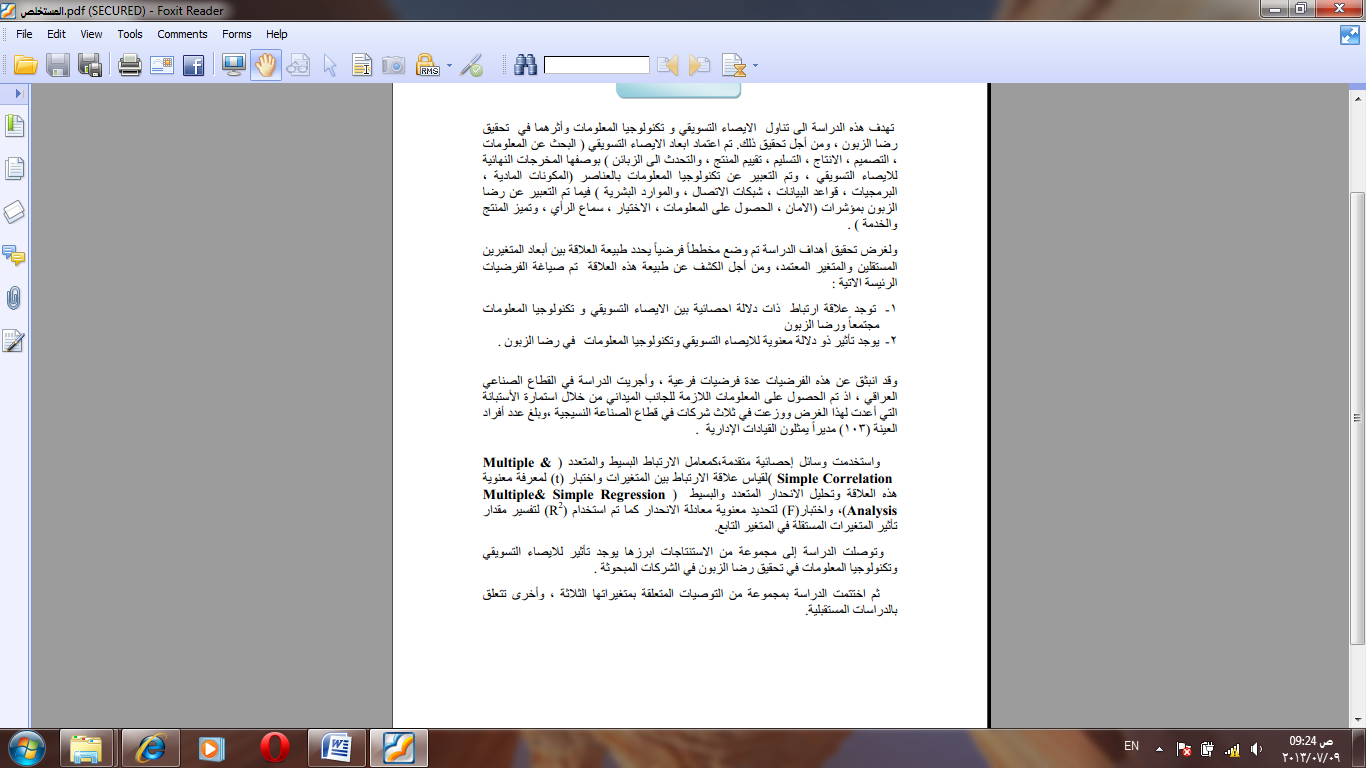 المستخلص.pdf (SECURED) - Foxit Reader
File Edit View Tools Comments Forms Help
RMS
تهدف هذه الدراسة الى تناول الايصاء التسويقي و تكنولوجيا المعلومات وأثرهما في تحقيق
رضا الزبون ، ومن أجل تحقيق ذلك. تم اعتماد ابعاد الايصاء التسويقي ( البحث عن المعلومات
، التصميم ، الانتاج ، التسليم ، تقييم المنتج ، والتحدث الى الزبائن ) بوصفها المخرجات النهائية
للايصاء التسويقي ، وتم التعبير عن تكنولوجيا المعلومات بالعناصر (المكونات المادية ،
البرمجيات ، قواعد البيانات ، شبكات الاتصال ، والموارد البشرية ) فيما تم التعبير عن رضا
الزبون بمؤشرات (الامان ، الحصول على المعلومات ، الاختيار ، سماع الرأي ، وتميز المنتج
والخدمة ) .
ولغرض تحقيق أهداف الدراسة تم وضع مخططاً فرضياً يحدد طبيعة العلاقة بين أبعاد المتغيرين
المستقلين والمتغير المعتمد، ومن أجل الكشف عن طبيعة هذه العلاقة تم صياغة الفرضيات
الرئيسة الاتية :
١- توجد علاقة ارتباط ذات دلالة احصائية بين الايصاء التسويقي و تكنولوجيا المعلومات
مجتمعاً ورضا الزبون
٢- يوجد تأثير ذو دلالة معنوية للايصاء التسويقي وتكنولوجيا المعلومات في رضا الزبون .
وقد انبثق عن هذه الفرضيات عدة فرضيات فرعية ، وأجريت الدراسة في القطاع الصناعي
العراقي ، اذ تم الحصول على المعلومات اللازمة للجانب الميداني من خلال استمارة الأستبانة
التي أعدت لهذا الغرض ووزعت في ثلاث شركات في قطاع الصناعة النسيجية ،وبلغ عدد أفراد
العينة (١٠٣) مديراً يمثلون القيادات الإدارية .
واستخدمت وسائل إحصائية متقدمة،كمعامل الارتباط البسيط والمتعدد ( Multiple &
Simple Correlation )لقياس علاقة الارتباط بين المتغيرات واختبار (t) لمعرفة معنوية
هذه العلاقة وتحليل الانحدار المتعدد والبسيط ( Multiple& Simple Regression
Analysis)، واختبار(F) لتحديد معنوية معادلة الانحدار كما تم استخدام (R2) لتفسير مقدار
تأثير المتغيرات المستقلة في المتغير التابع.
وتوصلت الدراسة إلى مجموعة من الاستنتاجات ابرزها يوجد تأثير للايصاء التسويقي
وتكنولوجيا المعلومات في تحقيق رضا الزبون في الشركات المبحوثة .
ثم اختتمت الدراسة بمجموعة من التوصيات المتعلقة بمتغيراتها الثلاثة ، وأخرى تتعلق
بالدراسات المستقبلية.
EN
09:24 ص
٢٠١٣/٠٧/٠٩